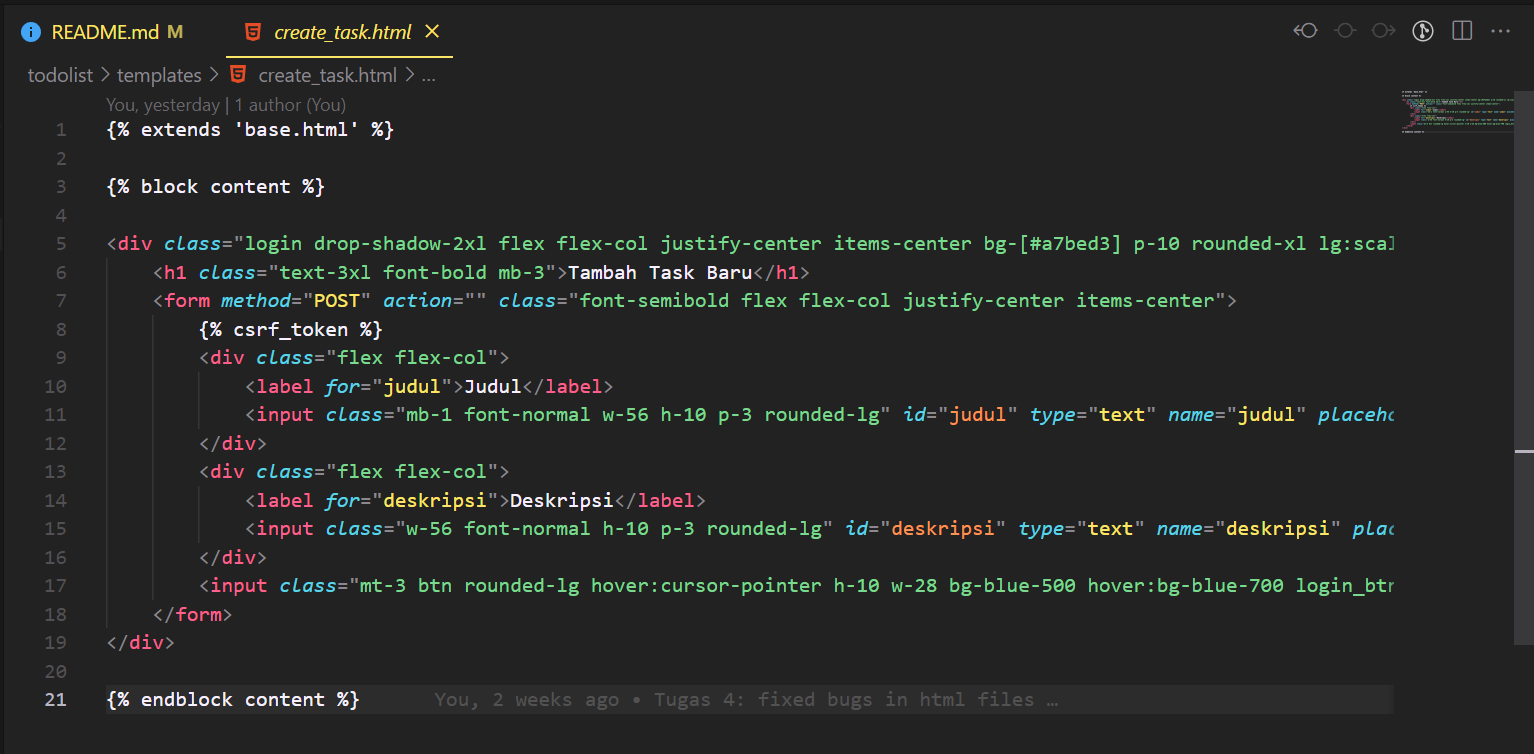 README.md M create_task.html
todolist > templates > create_task.html > ...
You, yesterday | 1 author (You)
1 {% extends 'base.html' %}
2
3 {% block content %}
4
5 <div class="login drop-shadow-2xl flex flex-col justify-center items-center bg-[#a7bed3] p-10 rounded-xl lg:scal
6 <h1 class="text-3xl font-bold mb-3">Tambah Task Baru</h1>
7 <form method="POST" action="" class="font-semibold flex flex-col justify-center items-center">
8 {% csrf_token %}
9 <div class="flex flex-col">
10 <label for="judul">Judul</label>
11 <input class="mb-1 font-normal w-56 h-10 p-3 rounded-lg" id="judul" type="text" name="judul" placeho
12 </div>
13 <div class="flex flex-col">
14 <label for="deskripsi">Deskripsi</label>
15 <input class="w-56 font-normal h-10 p-3 rounded-lg" id="deskripsi" type="text" name="deskripsi" plac
16 </div>
17 <input class="mt-3 btn rounded-lg hover:cursor-pointer h-10 w-28 bg-blue-500 hover:bg-blue-700 login_btn
18 </form>
19 </div>
20
21 {% endblock content %} You, 2 weeks ago • Tugas 4: fixed bugs in html files …